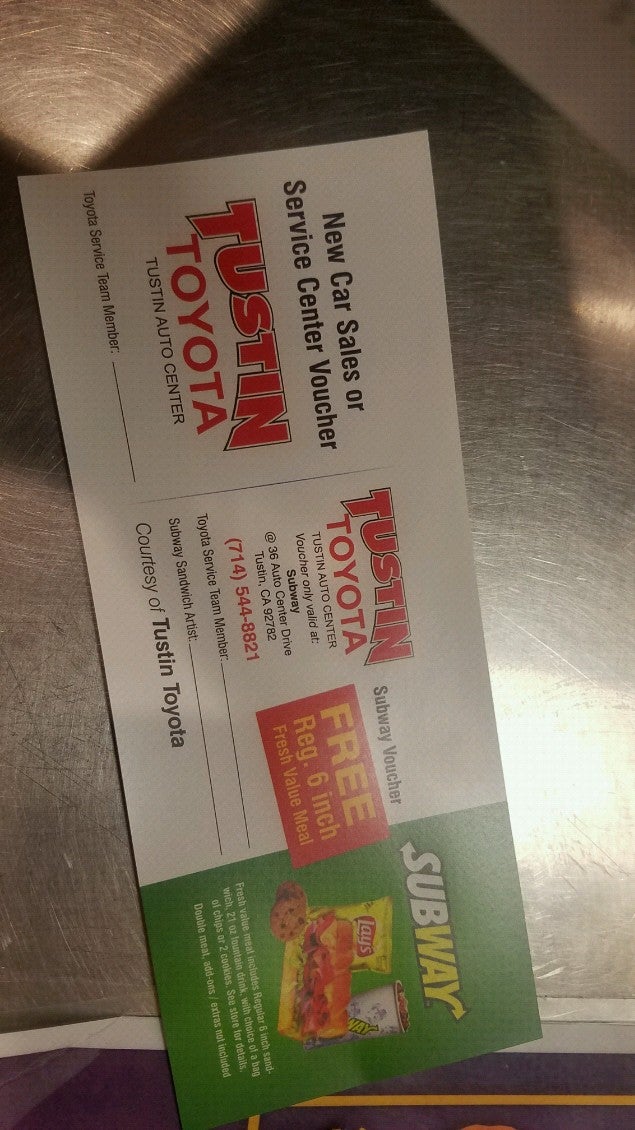 New Car Sales or
Service Center Voucher
TUSTIN
TOYOTA
TUSTIN AUTO CENTER
Toyota Service Team Member:
TUSTIN
TOYOTA
TUSTIN AUTO CENTER
Voucher only valid at:
Subway
@ 36 Auto Center Drive
Tustin, CA 92782
(714) 544-8821
Toyota Service Team Member:
Subway Sandwich Artist:
Courtesy of Tustin Toyota
Subway Voucher
FREE
Reg. 6 inch
Fresh Value Meal
SUBWAY
Lay's
WAY
Fresh value meal includes Regular 6 inch sand-
wich, 21 oz fountain drink, with choice of a bag
of chips or 2 cookies. See store for details.
Double meal, add-ons / extras not included